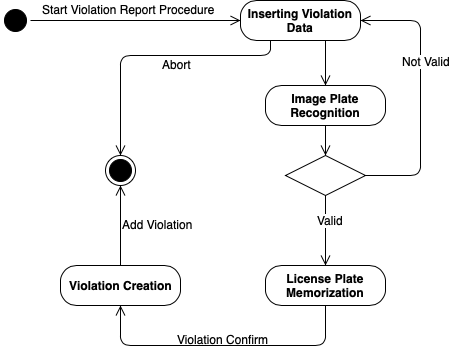 Start Violation Report Procedure
Inserting Violation
Data
Abort
Not Valid
Image Plate
Recognition
Valid
Add Violation
Violation Creation
License Plate
Memorization
Violation Confirm